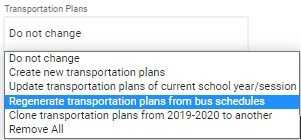 Transportation Plans
Do not change
Do not change
Create new transportation plans
Update transportation plans of current school year/session
Regenerate transportation plans from bus schedules
Clone transportation plans from 2019-2020 to another
Remove All